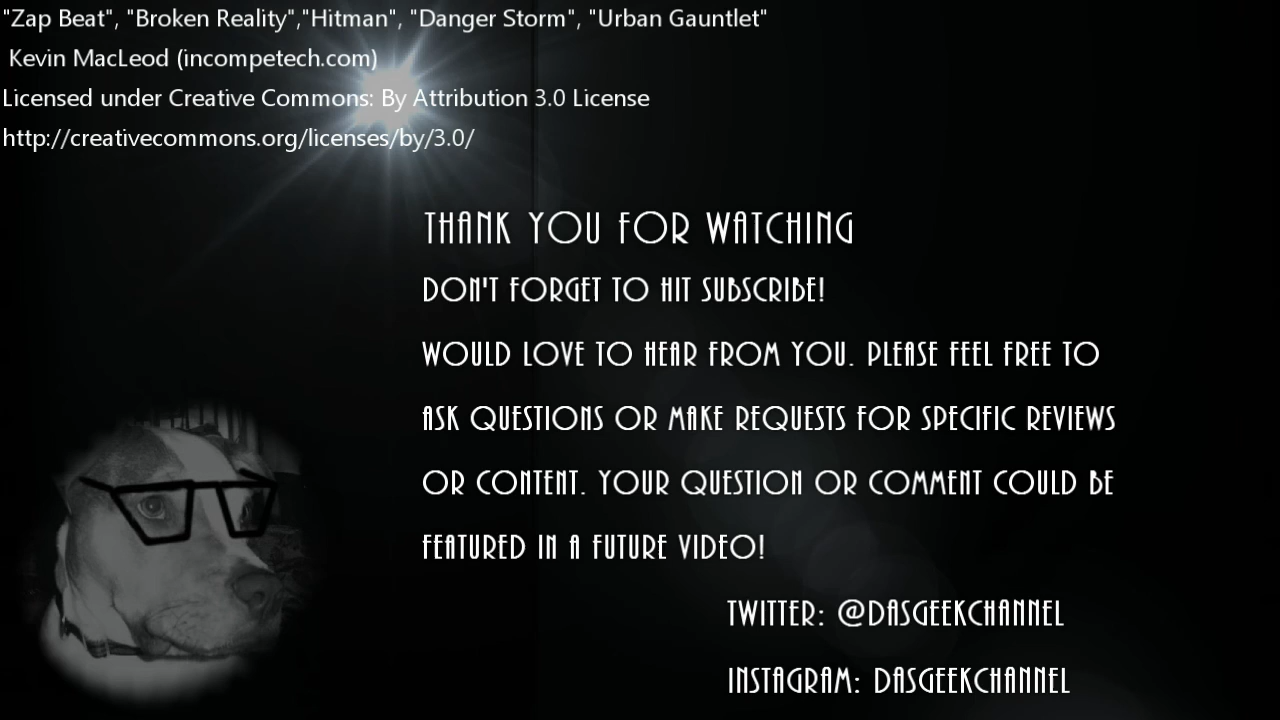 "Zap Beat", "Broken Reality","Hitman", "Danger Storm", "Urban Gauntlet"
Kevin MacLeod (incompetech.com)
Licensed under Creative Commons: By Attribution 3.0 License
http://creativecommons.org/licenses/by/3.0/
THANK YOU FOR WATCHING
DON'T FORGET TO HIT SUBSCRIBE!
WOULD LOVE TO HEAR FROM YOU. PLEASE FEEL FREE TO
ASK QUESTIONS OR MAKE REQUESTS FOR SPECIFIC REVIEWS
OR CONTENT. YOUR QUESTION OR COMMENT COULD BE
FEATURED IN A FUTURE VIDEO!
TWITTER: @DASGEEKCHANNEL
INSTAGRAM: DASGEEKCHANNEL